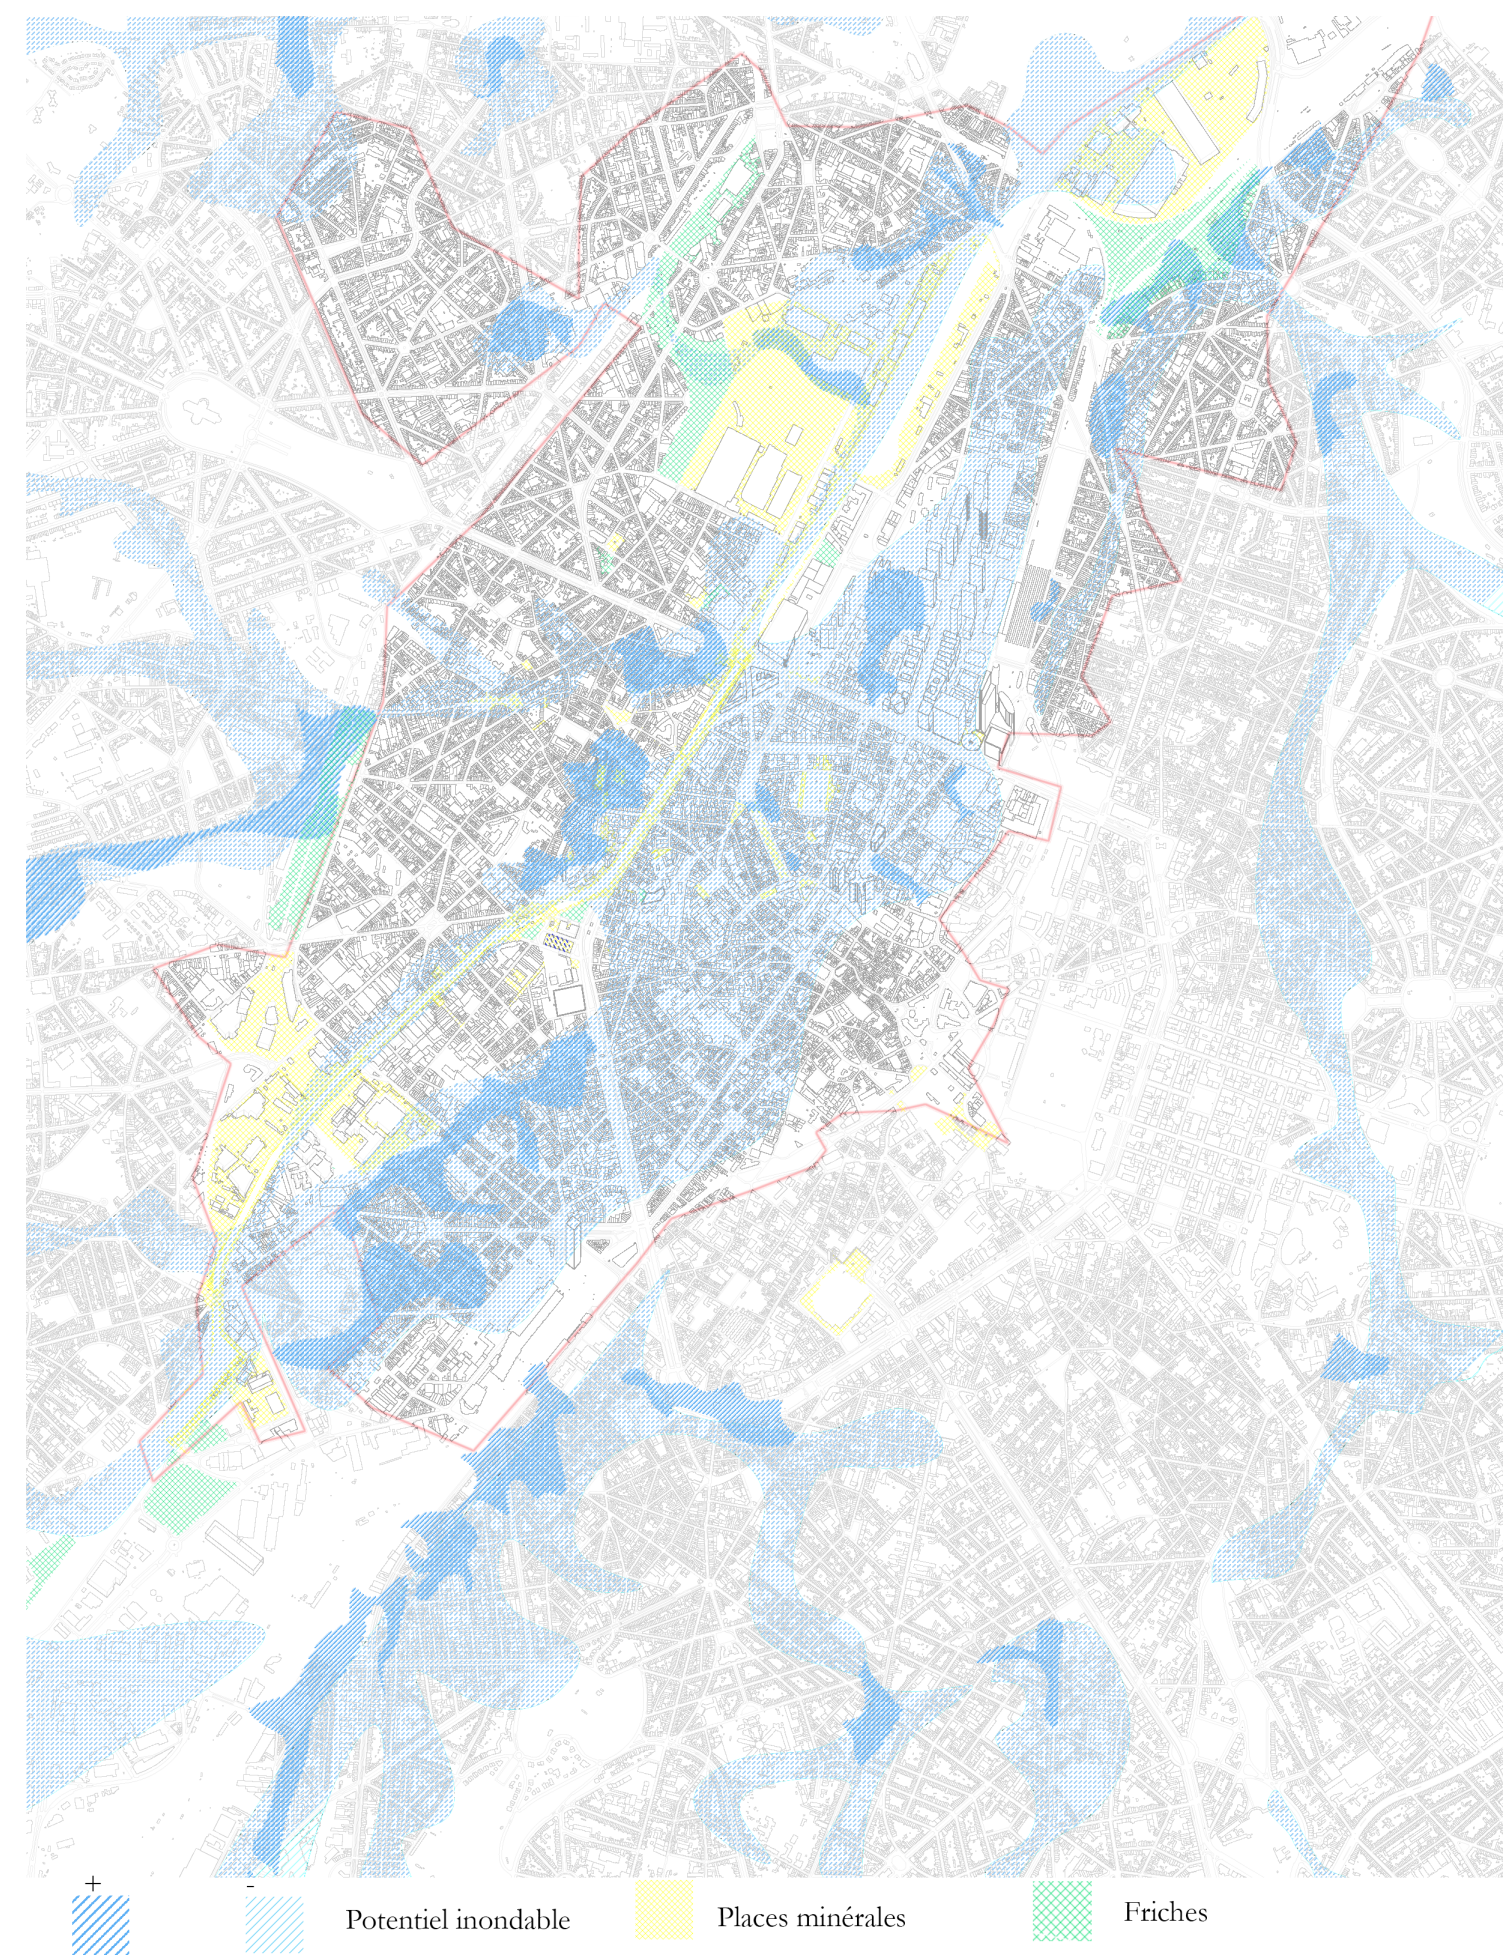 +
-
Potentiel inondable
Places minérales
Friches